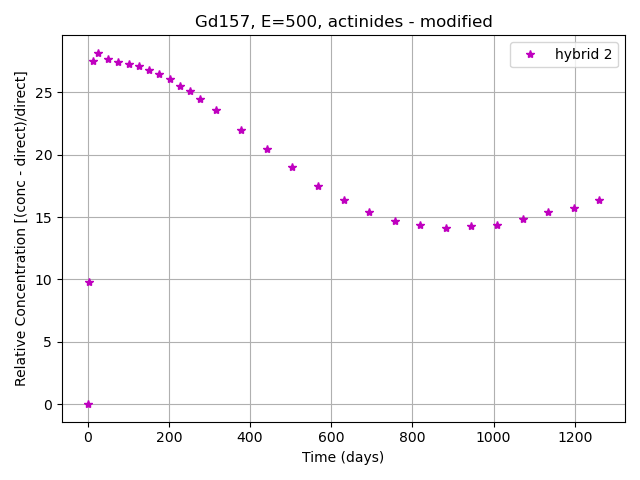 Gd157, E=500, actinides - modified
hybrid 2
Relative Concentration [(conc - direct)/direct]
25
20
15
10
5
0
0 200 400 600 800 1000 1200
Time (days)